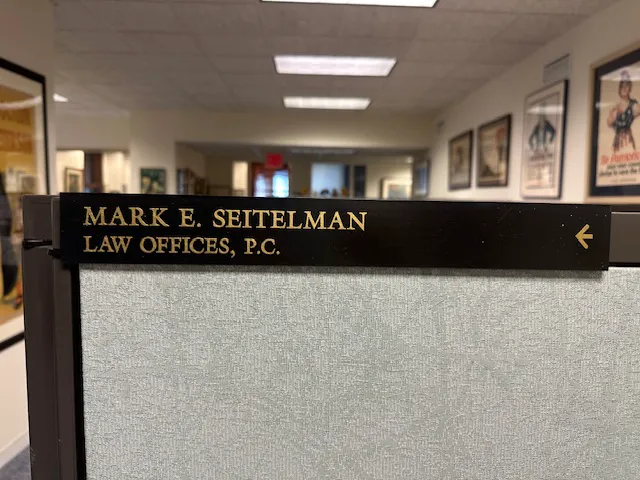 MARK E. SEITELMAN
LAW OFFICES, P.C.